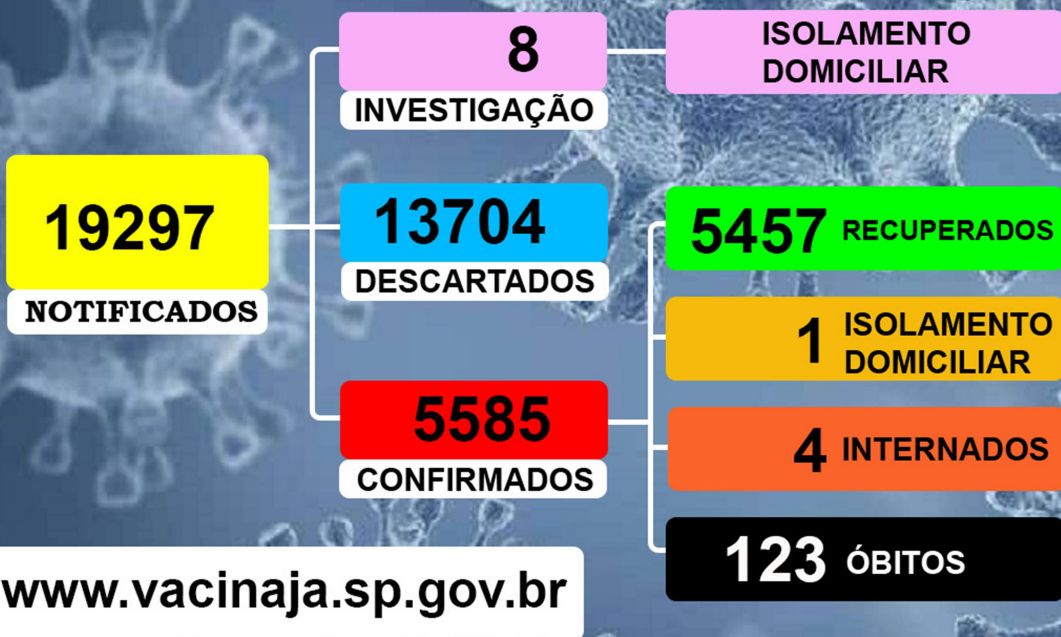 19297
NOTIFICADOS
8
INVESTIGAÇÃO
ISOLAMENTO
DOMICILIAR
13704
DESCARTADOS
5585
CONFIRMADOS
5457 RECUPERADOS
1 ISOLAMENTO
DOMICILIAR
4 INTERNADOS
123 ÓBITOS
www.vacinaja.sp.gov.br